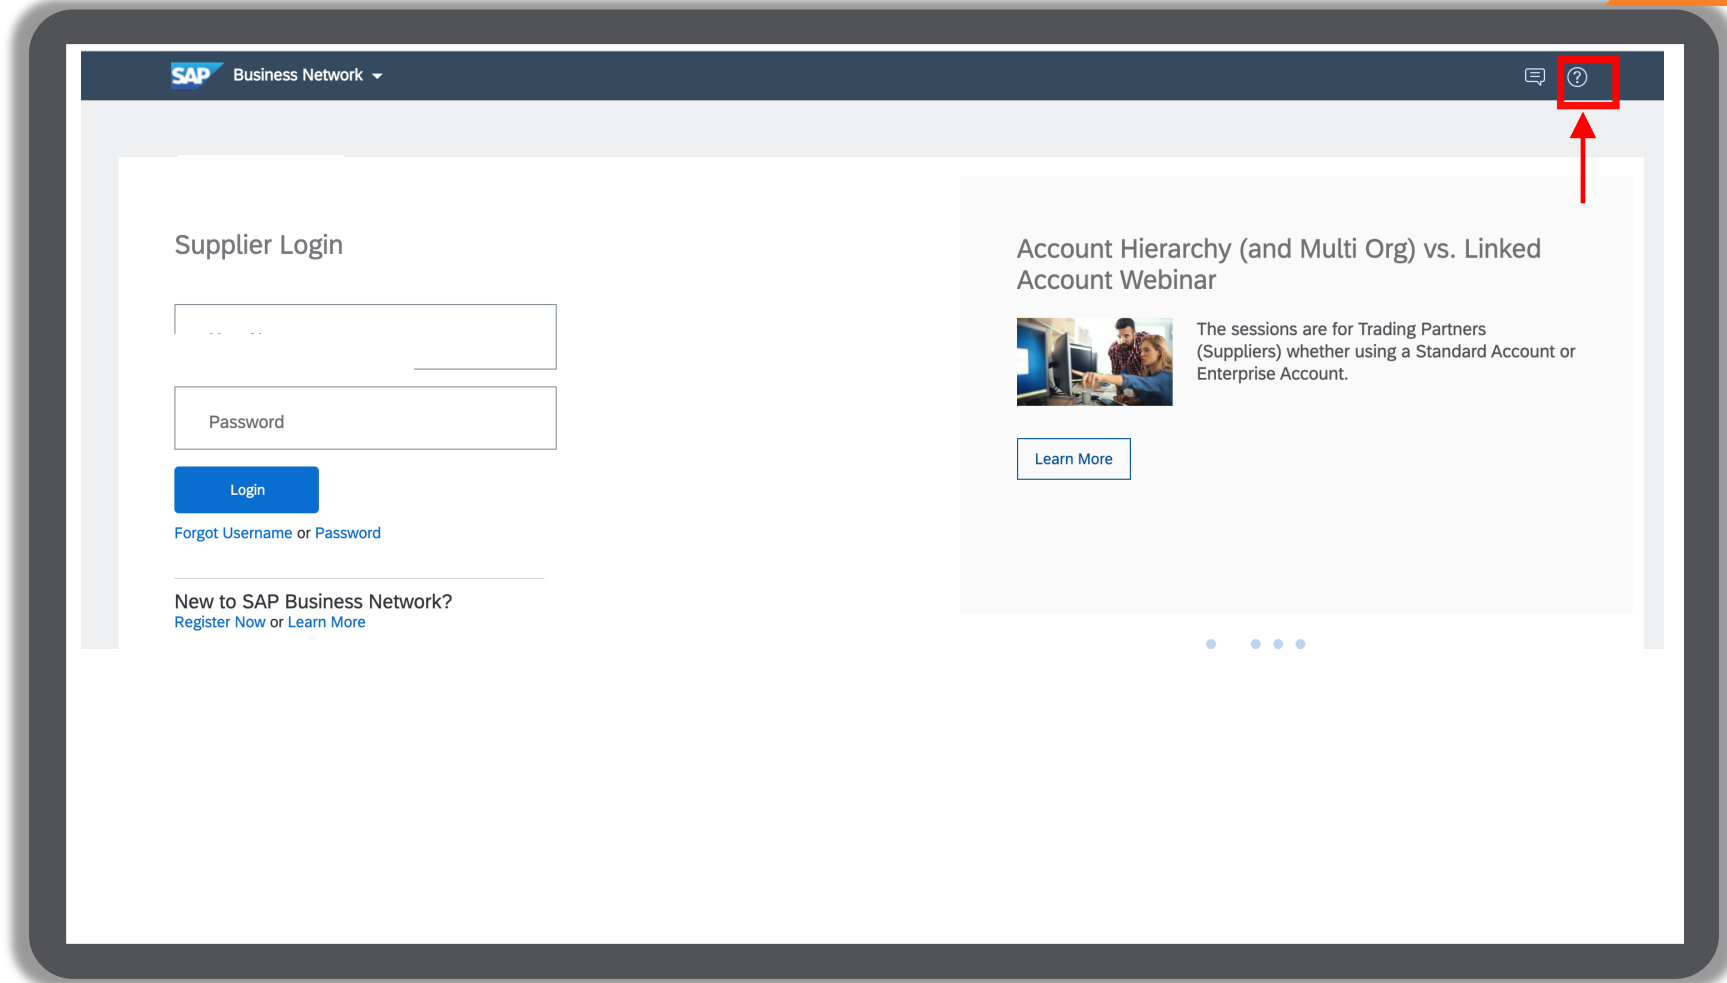 SAP Business Network
?
Supplier Login
Password
Login
Forgot Username or Password
New to SAP Business Network?
Register Now or Learn More
Account Hierarchy (and Multi Org) vs. Linked
Account Webinar
The sessions are for Trading Partners
(Suppliers) whether using a Standard Account or
Enterprise Account.
Learn More